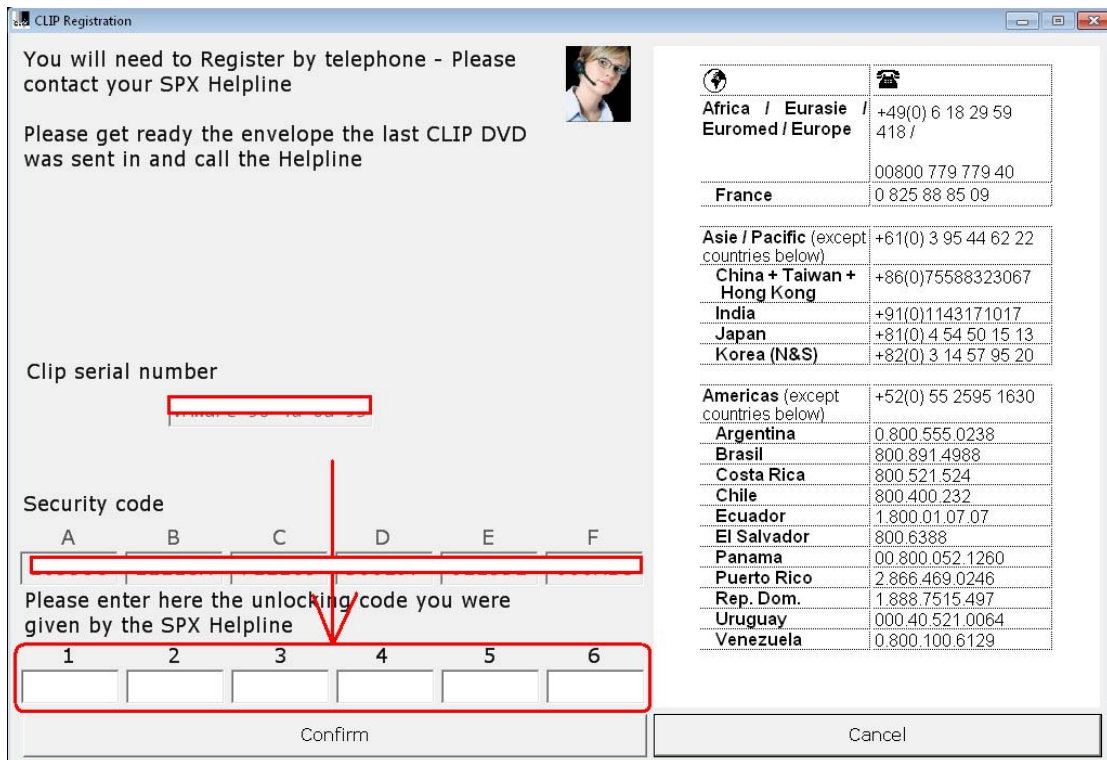 CLIP Registration
You will need to Register by telephone - Please
contact your SPX Helpline
Please get ready the envelope the last CLIP DVD
was sent in and call the Helpline
Clip serial number
Security code
A B C D E F
Please enter here the unlocking code you were
given by the SPX Helpline
1 2 3 4 5 6
Confirm
Africa / Eurasie / +49(0) 6 18 29 59
Euromed / Europe 418 /
00800 779 779 40
France 0 825 88 85 09
Asie / Pacific (except +61(0) 3 95 44 62 22
countries below)
China + Taiwan + +86(0)75588323067
Hong Kong
India +91(0)1143171017
Japan +81(0) 4 54 50 15 13
Korea (N&S) +82(0) 3 14 57 95 20
Americas (except +52(0) 55 2595 1630
countries below)
Argentina 0.800.555.0238
Brasil 800.891.4988
Costa Rica 800.521.524
Chile 800.400.232
Ecuador 1.800.01.07.07
El Salvador 800.6388
Panama 00.800.052.1260
Puerto Rico 2.866.469.0246
Rep. Dom. 1.888.7515.497
Uruguay 000.40.521.0064
Venezuela 0.800.100.6129
Cancel